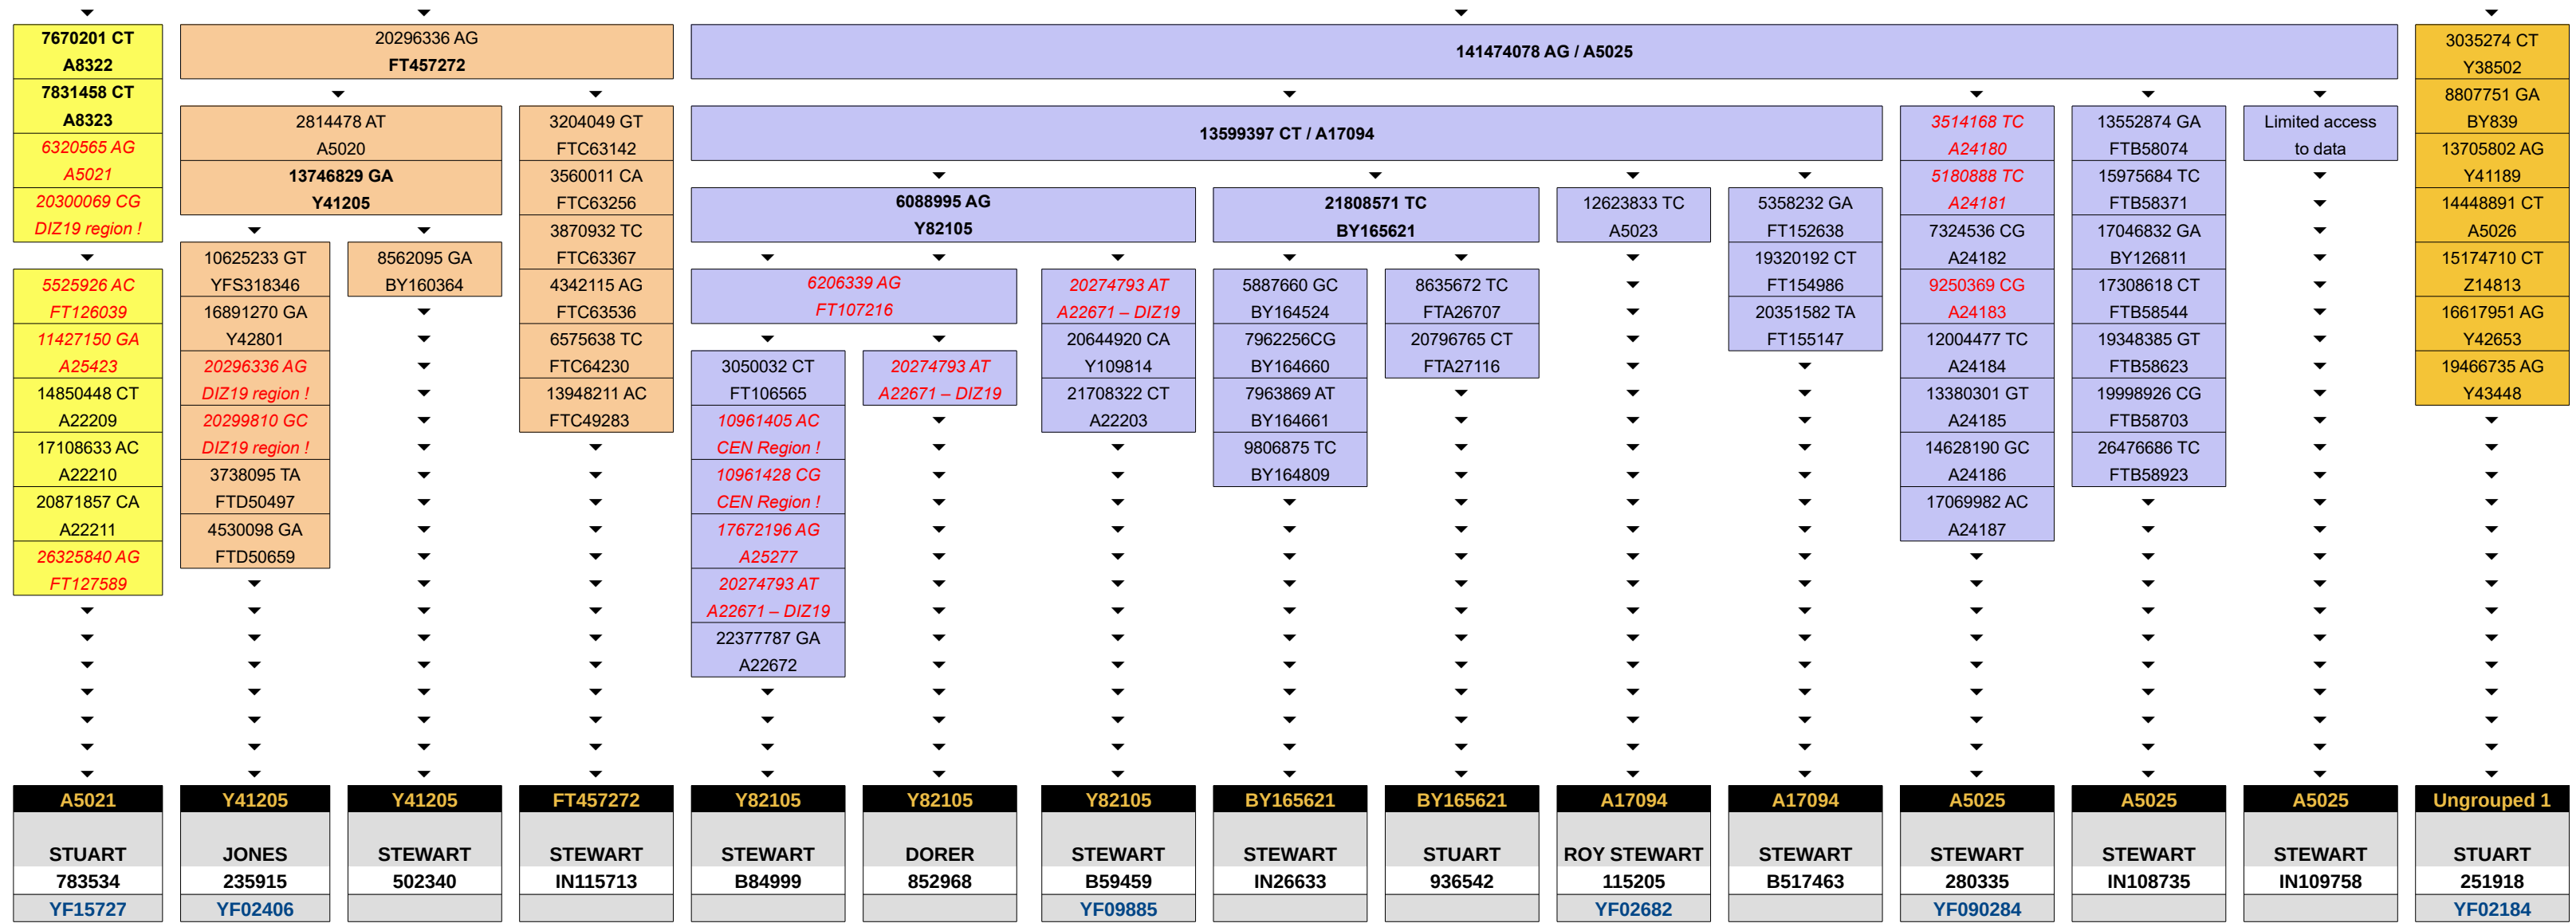 7670201 CT
A8322
7831458 CT
A8323
6320565 AG
A5021
20300069 CG
DIZ19 region !
5525926 AC
FT126039
11427150 GA
A25423
14850448 CT
A22209
17108633 AC
A22210
20871857 CA
A22211
26325840 AG
FT127589
20296336 AG
FT457272
2814478 AT
A5020
13746829 GA
Y41205
10625233 GT
YFS318346
16891270 GA
Y42801
20296336 AG
DIZ19 region !
20299810 GC
DIZ19 region !
3738095 TA
FTD50497
4530098 GA
FTD50659
8562095 GA
BY160364
3204049 GT
FTC63142
3560011 CA
FTC63256
3870932 TC
FTC63367
4342115 AG
FTC63536
6575638 TC
FTC64230
13948211 AC
FTC49283
141474078 AG / A5025
13599397 CT / A17094
6088995 AG
Y82105
6206339 AG
FT107216
3050032 CT
FT106565
10961405 AC
CEN Region !
10961428 CG
CEN Region !
17672196 AG
A25277
20274793 AT
A22671 – DIZ19
22377787 GA
A22672
20274793 AT
A22671 – DIZ19
20274793 AT
A22671 – DIZ19
20644920 CA
Y109814
21708322 CT
A22203
21808571 TC
BY165621
5887660 GC
BY164524
7962256CG
BY164660
7963869 AT
BY164661
9806875 TC
BY164809
8635672 TC
FTA26707
20796765 CT
FTA27116
12623833 TC
A5023
5358232 GA
FT152638
19320192 CT
FT154986
20351582 TA
FT155147
3514168 TC
A24180
5180888 TC
A24181
7324536 CG
A24182
9250369 CG
A24183
12004477 TC
A24184
13380301 GT
A24185
14628190 GC
A24186
17069982 AC
A24187
13552874 GA
FTB58074
15975684 TC
FTB58371
17046832 GA
BY126811
17308618 CT
FTB58544
19348385 GT
FTB58623
19998926 CG
FTB58703
26476686 TC
FTB58923
Limited access
to data
3035274 CT
Y38502
8807751 GA
BY839
13705802 AG
Y41189
14448891 CT
A5026
15174710 CT
Z14813
16617951 AG
Y42653
19466735 AG
Y43448
A5021
STUART
783534
YF15727
Y41205
JONES
235915
YF02406
Y41205
STEWART
502340
FT457272
STEWART
IN115713
Y82105
STEWART
B84999
Y82105
DORER
852968
Y82105
STEWART
B59459
YF09885
BY165621
STEWART
IN26633
BY165621
STUART
936542
A17094
ROY STEWART
115205
YF02682
A17094
STEWART
B517463
A5025
STEWART
280335
YF090284
A5025
STEWART
IN108735
A5025
STEWART
IN109758
Ungrouped 1
STUART
251918
YF02184